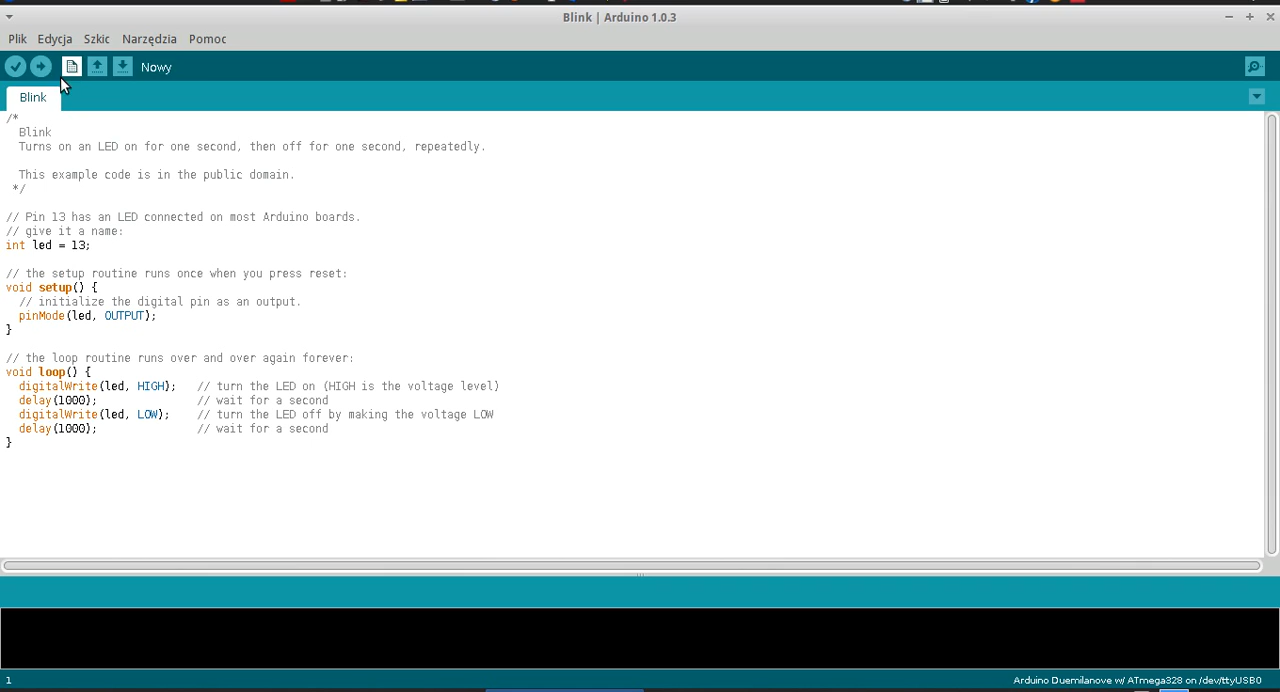 Blink | Arduino 1.0.3
Plik Edycja Szkic Narzędzia Pomoc
Nowy
Blink
/*
  Blink
  Turns on an LED on for one second, then off for one second, repeatedly.
  This example code is in the public domain.
 */
// Pin 13 has an LED connected on most Arduino boards.
// give it a name:
int led = 13;
// the setup routine runs once when you press reset:
void setup() {
  // initialize the digital pin as an output.
  pinMode(led, OUTPUT);
}
// the loop routine runs over and over again forever:
void loop() {
  digitalWrite(led, HIGH);   // turn the LED on (HIGH is the voltage level)
  delay(1000);               // wait for a second
  digitalWrite(led, LOW);    // turn the LED off by making the voltage LOW
  delay(1000);               // wait for a second
}
1
Arduino Duemilanove w/ ATmega328 on /dev/ttyUSB0